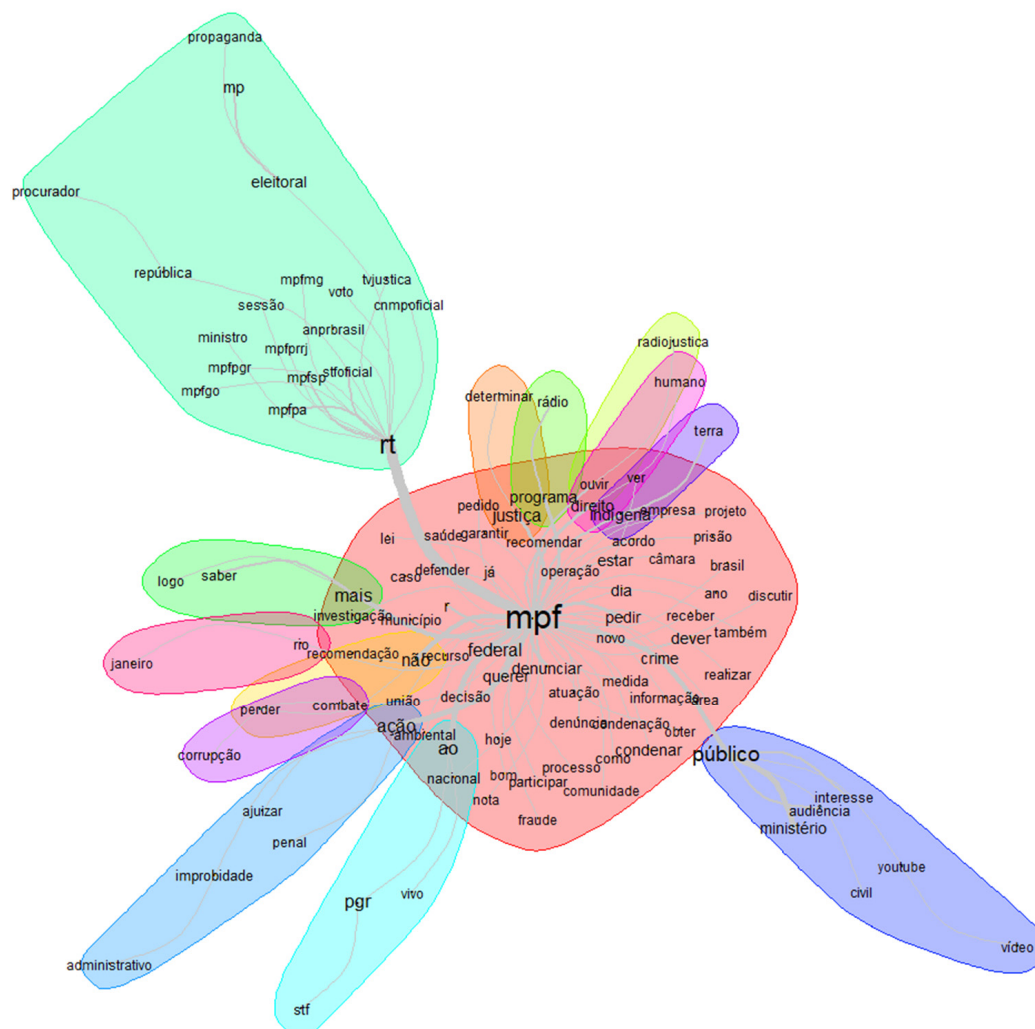 propaganda
mp
eleitoral
procurador
república
mpfmg
tvjustica
voto
sessão
cnmpoficial
anprbrasil
ministro
mpfprrj
mpfpgr
stfoficial
mpfsp
mpfgo
mpfpa
rt
radiojustica
humano
determinar
rádio
terra
ouvir
ver
programa
direito
pedido
justiça
indígena
empresa
projeto
lei
saúde
garantir
recomendar
acordo
prisão
caso
defender
já
operação
estar
câmara
brasil
logo
saber
mais
dia
ano
discutir
investigação
município
r
mpf
pedir
receber
novo
dever
também
janeiro
rio
recomendação
não
recurso
federal
denunciar
crime
querer
medida
realizar
perder
combate
união
decisão
atuação
informação
área
ação
ambiental
hoje
denúncia
condenação
obter
corrupção
ao
como
condenar
público
nacional
bom
processo
participar
comunidade
nota
interesse
audiência
ministério
ajuizar
fraude
penal
improbidade
youtube
pgr
vivo
civil
vídeo
administrativo
stf